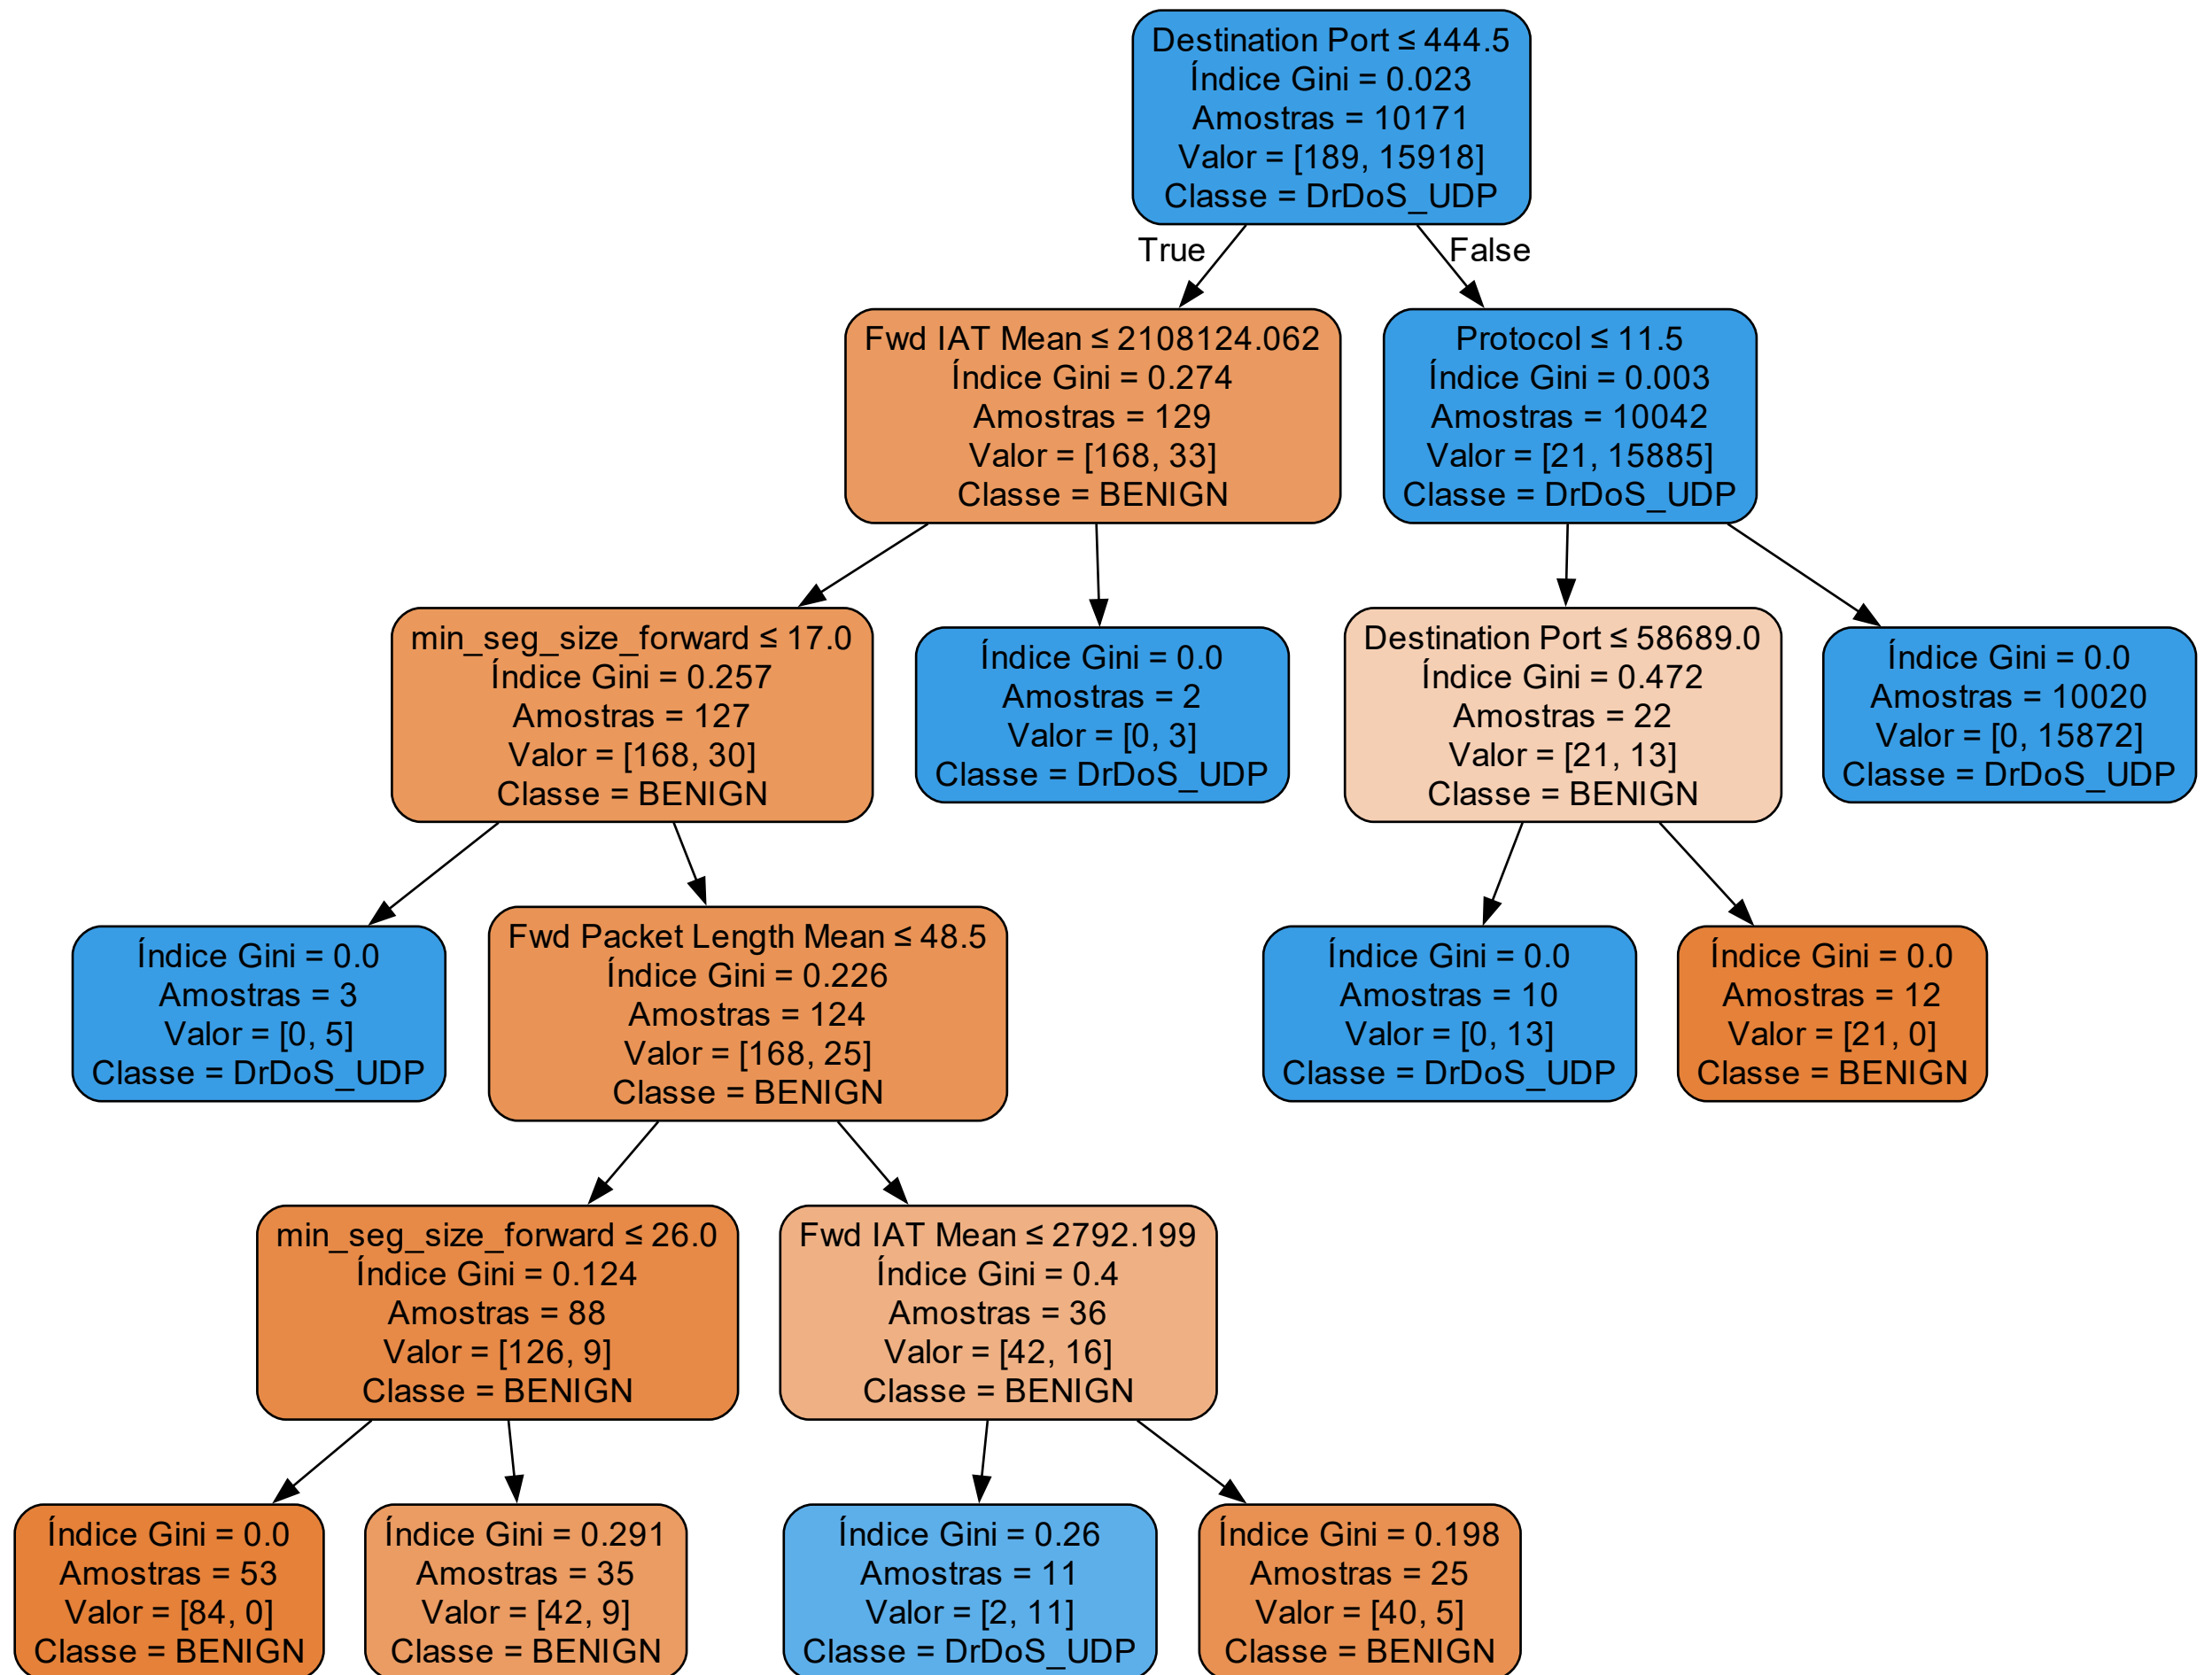 Destination Port ≤ 444.5
Índice Gini = 0.023
Amostras = 10171
Valor = [189, 15918]
Classe = DrDoS_UDP
True
False
Fwd IAT Mean ≤ 2108124.062
Índice Gini = 0.274
Amostras = 129
Valor = [168, 33]
Classe = BENIGN
Protocol ≤ 11.5
Índice Gini = 0.003
Amostras = 10042
Valor = [21, 15885]
Classe = DrDoS_UDP
min_seg_size_forward ≤ 17.0
Índice Gini = 0.257
Amostras = 127
Valor = [168, 30]
Classe = BENIGN
Índice Gini = 0.0
Amostras = 2
Valor = [0, 3]
Classe = DrDoS_UDP
Destination Port ≤ 58689.0
Índice Gini = 0.472
Amostras = 22
Valor = [21, 13]
Classe = BENIGN
Índice Gini = 0.0
Amostras = 10020
Valor = [0, 15872]
Classe = DrDoS_UDP
Índice Gini = 0.0
Amostras = 3
Valor = [0, 5]
Classe = DrDoS_UDP
Fwd Packet Length Mean ≤ 48.5
Índice Gini = 0.226
Amostras = 124
Valor = [168, 25]
Classe = BENIGN
Índice Gini = 0.0
Amostras = 10
Valor = [0, 13]
Classe = DrDoS_UDP
Índice Gini = 0.0
Amostras = 12
Valor = [21, 0]
Classe = BENIGN
min_seg_size_forward ≤ 26.0
Índice Gini = 0.124
Amostras = 88
Valor = [126, 9]
Classe = BENIGN
Fwd IAT Mean ≤ 2792.199
Índice Gini = 0.4
Amostras = 36
Valor = [42, 16]
Classe = BENIGN
Índice Gini = 0.0
Amostras = 53
Valor = [84, 0]
Classe = BENIGN
Índice Gini = 0.291
Amostras = 35
Valor = [42, 9]
Classe = BENIGN
Índice Gini = 0.26
Amostras = 11
Valor = [2, 11]
Classe = DrDoS_UDP
Índice Gini = 0.198
Amostras = 25
Valor = [40, 5]
Classe = BENIGN